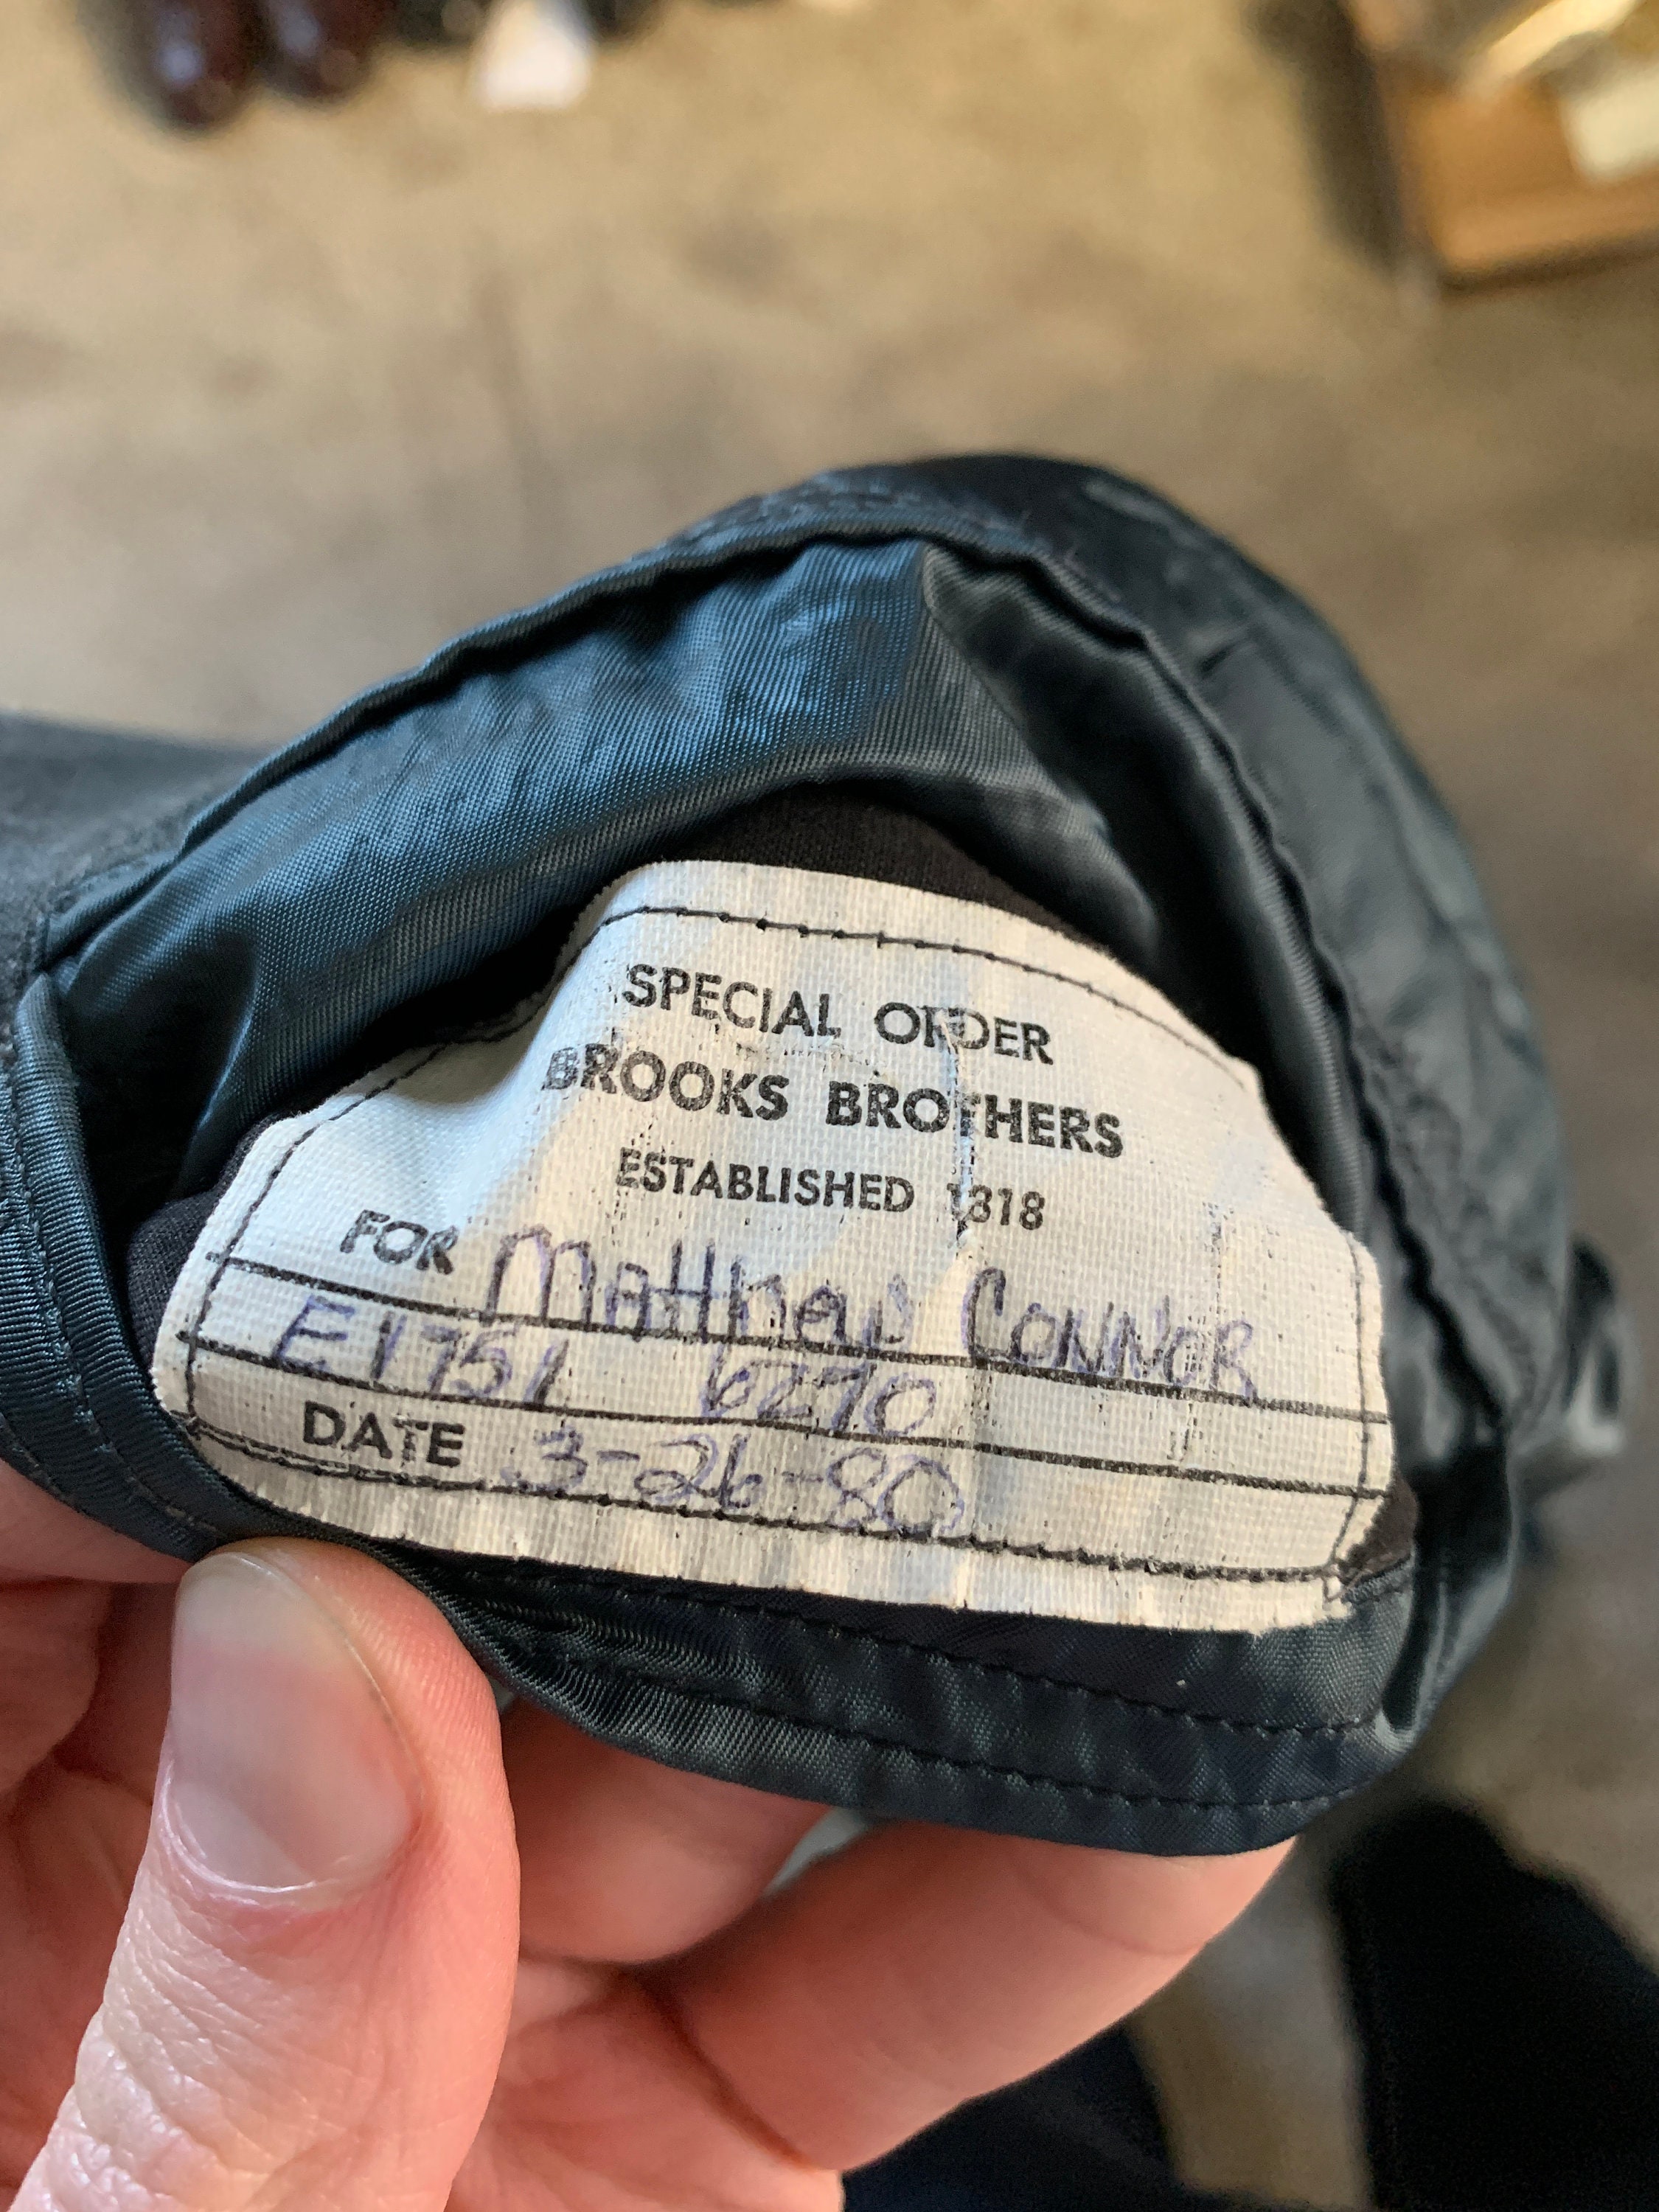 SPECIAL ORDER
BROOKS BROTHERS
ESTABLISHED 1818
FOR Matthew CONNOR
E1751 6270
DATE 3-26-80